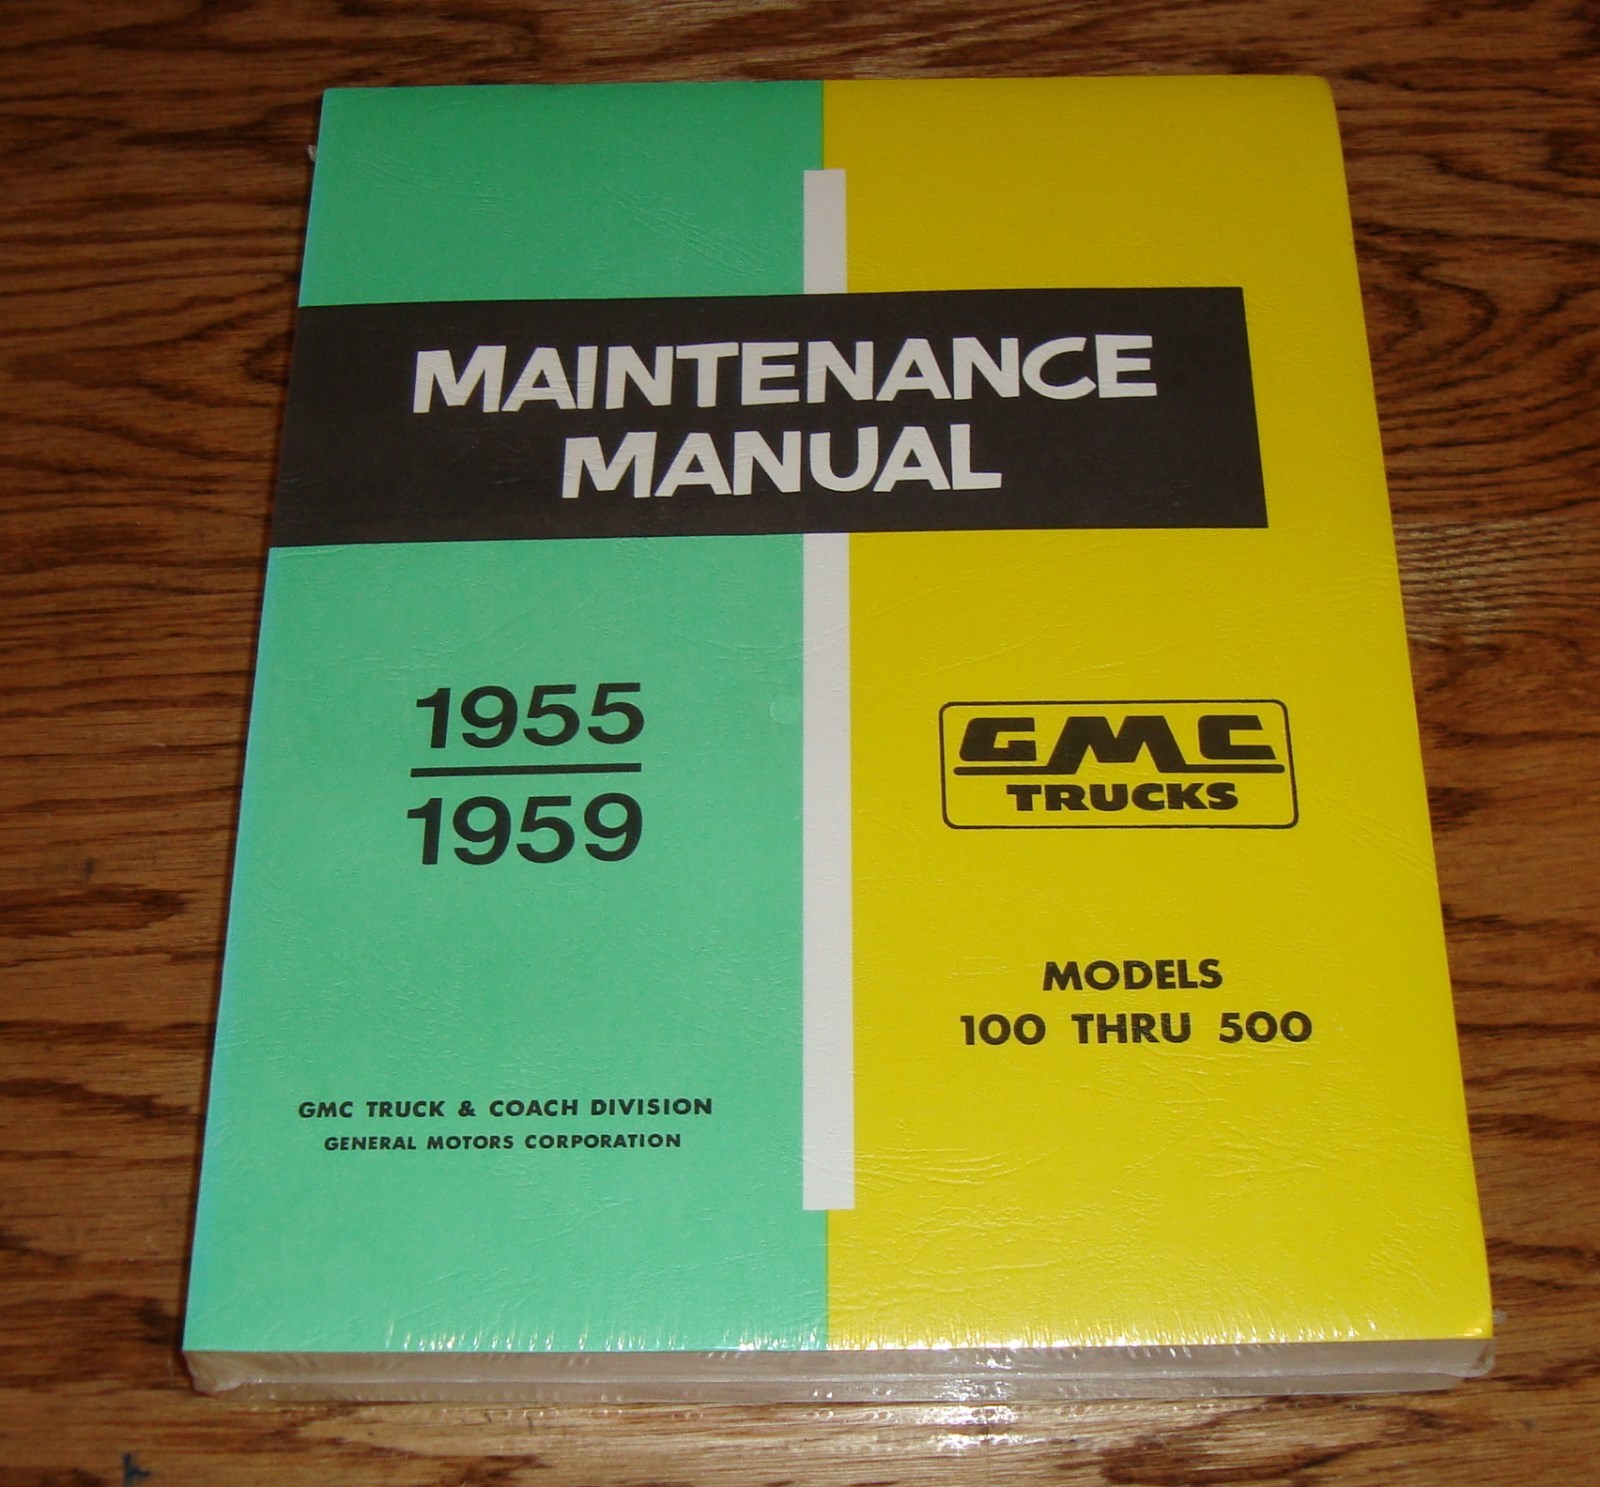 MAINTENANCE
MANUAL
1955
1959
GMC
TRUCKS
MODELS
100 THRU 500
GMC TRUCK & COACH DIVISION
GENERAL MOTORS CORPORATION